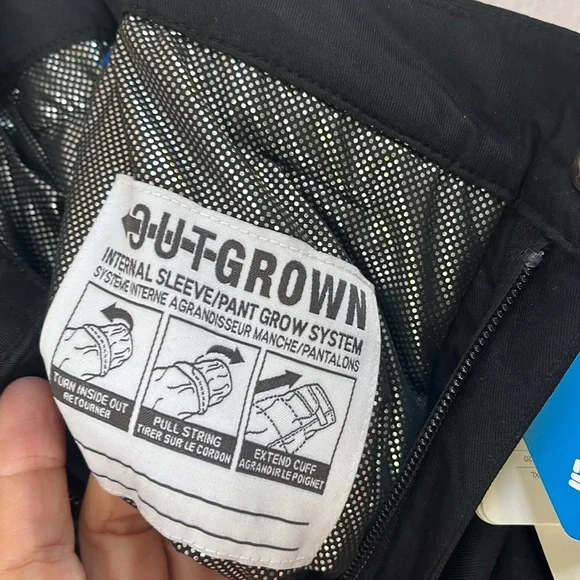 OUTGROWN
INTERNAL SLEEVE/PANT GROW SYSTEM
SYSTÈME INTERNE AGRANDISSEUR MANCHE/PANTALONS
TURN INSIDE OUT
RETOURNER
PULL STRING
TIRER SUR LE CORDON
EXTEND CUFF
AGRANDIR LE POIGNET